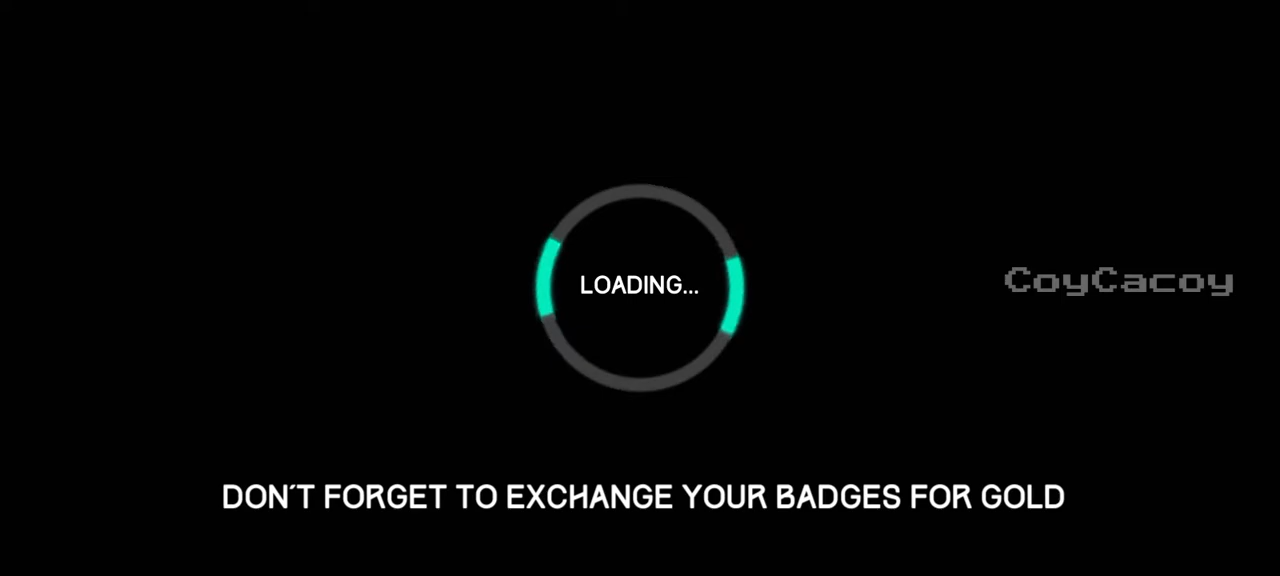 LOADING...
CoyCacoy
DON´T FORGET TO EXCHANGE YOUR BADGES FOR GOLD